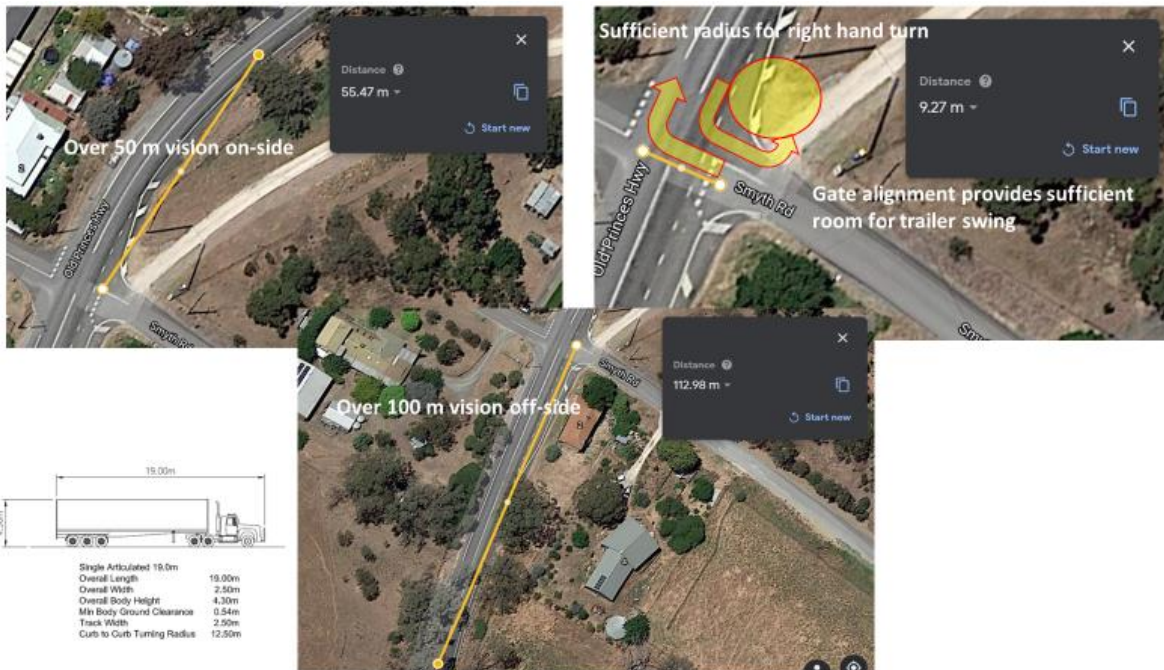 Over 50 m vision on-side
Distance
55.47 m
Start new
Old Princes Hwy
Smyth Rd
Sufficient radius for right hand turn
Distance
9.27 m
Start new
Gate alignment provides sufficient
room for trailer swing
Old Princes Hwy
Smyth Rd
Over 100 m vision off-side
Distance
112.98 m
Start new
Smyth Rd
8
19.00m
Single Articulated 19.0m
Overall Length 19.00m
Overall Width 2.50m
Overall Body Height 4.30m
Min Body Ground Clearance 0.54m
Track Width 2.50m
Curb to Curb Turning Radius 12.50m